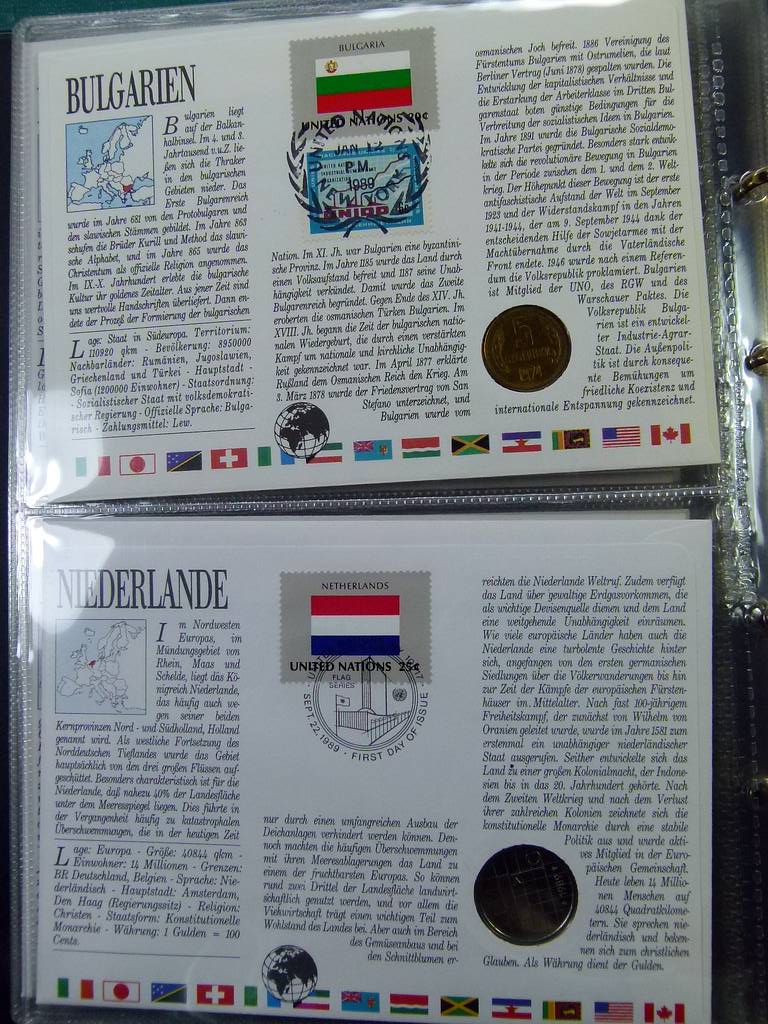 BULGARIEN
Bulgarien liegt
auf der Balkan-
halbinsel. Im 4. und 3.
Jahrtausend v.u.Z. lie-
ßen sich die Thraker
in den bulgarischen
Gebieten nieder. Das
Erste Bulgarenreich
wurde im Jahre 681 von den Protobulgaren und
den slawischen Stämmen gebildet. Im Jahre 863
schufen die Brüder Kurill und Method das slawi-
sche Alphabet, und im Jahre 865 wurde das
Christentum als offizielle Religion angenommen.
Im IX.-X. Jahrhundert erlebte die bulgarische
Kultur ihr goldenes Zeitalter. Aus jener Zeit sind
uns wertvolle Handschriften überliefert. Dann en-
dete der Prozeß der Formierung der bulgarischen
Lage: Staat in Südeuropa. Territorium:
110920 qkm - Bevölkerung: 8950000
Nachbarländer: Rumänien, Jugoslawien,
Griechenland und Türkei - Hauptstadt -
Sofia (1200000 Einwohner) - Staatsordnung:
- Sozialistischer Staat mit volksdemokrati-
scher Regierung - Offizielle Sprache: Bulga-
risch - Zahlungsmittel: Lew.
BULGARIA
UNITED NATIONS
UNITED NATIONS
JAN 12
P.M.
1989
NEW YORK
Nation. Im XI. Jh. war Bulgarien eine byzantini-
sche Provinz. Im Jahre 1185 wurde das Land durch
einen Volksaufstand befreit und 1187 seine Unab-
hängigkeit verkündet. Damit wurde das Zweite
Bulgarenreich begründet. Gegen Ende des XIV. Jh.
eroberten die osmanischen Türken Bulgarien. Im
XVIII. Jh. begann die Zeit der bulgarischen natio-
nalen Wiedergeburt, die durch einen verstärkten
Kampf um nationale und kirchliche Unabhängig-
keit gekennzeichnet war. Im April 1877 erklärte
Rußland dem Osmanischen Reich den Krieg. Am
3. März 1878 wurde der Friedensvertrag von San
Stefano unterzeichnet, und
Bulgarien wurde vom
osmanischen Joch befreit. 1886 Vereinigung des
Fürstentums Bulgarien mit Ostrumelien, die laut
Berliner Vertrag (Juni 1878) gespalten wurden. Die
Entwicklung der kapitalistischen Verhältnisse und
die Erstarkung der Arbeiterklasse im Dritten Bul-
garenstaat boten günstige Bedingungen für die
Verbreitung der sozialistischen Ideen in Bulgarien.
Im Jahre 1891 wurde die Bulgarische Sozialdemo-
kratische Partei gegründet. Besonders stark entwik-
kelte sich die revolutionäre Bewegung in Bulgarien
in der Periode zwischen dem 1. und dem 2. Welt-
krieg. Der Höhepunkt dieser Bewegung ist der erste
antifaschistische Aufstand der Welt im September
1923 und der Widerstandskampf in den Jahren
1941-1944, der am 9. September 1944 dank der
entscheidenden Hilfe der Sowjetarmee mit der
Machtübernahme durch die Vaterländische
Front endete. 1946 wurde nach einem Referen-
dum die Volksrepublik proklamiert. Bulgarien
ist Mitglied der UNO, des RGW und des
Warschauer Paktes. Die
Volksrepublik Bulga-
rien ist ein entwickel-
ter Industrie-Agrar-
Staat. Die Außenpoli-
tik ist durch konseque-
nte Bemühungen um
friedliche Koexistenz und
internationale Entspannung gekennzeichnet.
5
1974
NIEDERLANDE
Im Nordwesten
Europas, im
Mündungsgebiet von
Rhein, Maas und
Schelde, liegt das Kö-
nigreich Niederlande,
das häufig auch we-
gen seiner beiden
Kernprovinzen Nord - und Südholland, Holland
genannt wird. Als westliche Fortsetzung des
Norddeutschen Tieflandes wurde das Gebiet
hauptsächlich von den drei großen Flüssen auf-
geschüttet. Besonders charakteristisch ist für die
Niederlande, daß nahezu 40% der Landesfläche
unter dem Meeresspiegel liegen. Dies führte in
der Vergangenheit häufig zu katastrophalen
Überschwemmungen, die in der heutigen Zeit
Lage: Europa - Größe: 40844 qkm -
Einwohner: 14 Millionen - Grenzen:
BR Deutschland, Belgien - Sprache: Nie-
derländisch - Hauptstadt: Amsterdam,
Den Haag (Regierungssitz) - Religion:
Christen - Staatsform: Konstitutionelle
Monarchie - Währung: 1 Gulden = 100
Cents.
NETHERLANDS
UNITED NATIONS 25¢
FLAG
SERIES
SEPT. 22, 1989 - FIRST DAY OF ISSUE
nur durch einen umfangreichen Ausbau der
Deichanlagen verhindert werden können. Den-
noch machten die häufigen Überschwemmungen
mit ihren Meeresablagerungen das Land zu
einem der fruchtbarsten Europas. So können
rund zwei Drittel der Landesfläche landwirt-
schaftlich genutzt werden, und vor allem die
Viehwirtschaft trägt einen wichtigen Teil zum
Wohlstand des Landes bei. Aber auch im Bereich
des Gemüseanbaus und bei
den Schnittblumen er-
reichten die Niederlande Weltruf. Zudem verfügt
das Land über gewaltige Erdgasvorkommen, die
als wichtige Devisenquelle dienen und dem Land
eine weitgehende Unabhängigkeit einräumen.
Wie viele europäische Länder haben auch die
Niederlande eine turbolente Geschichte hinter
sich, angefangen von den ersten germanischen
Siedlungen über die Völkerwanderungen bis hin
zur Zeit der Kämpfe der europäischen Fürsten-
häuser im Mittelalter. Nach fast 100-jährigem
Freiheitskampf, der zunächst von Wilhelm von
Oranien geleitet wurde, wurde im Jahre 1581 zum
erstenmal ein unabhängiger niederländischer
Staat ausgerufen. Seither entwickelte sich das
Land zu einer großen Kolonialmacht, der Indone-
sien bis in das 20. Jahrhundert gehörte. Nach
dem Zweiten Weltkrieg und nach dem Verlust
ihrer zahlreichen Kolonien zeichnete sich die
konstitutionelle Monarchie durch eine stabile
Politik aus und wurde akti-
ves Mitglied in der Euro-
päischen Gemeinschaft.
Heute leben 14 Millio-
nen Menschen auf
40844 Quadratkilome-
tern. Sie sprechen nie-
derländisch und beken-
nen sich zum christlichen
Glauben. Als Währung dient der Gulden.